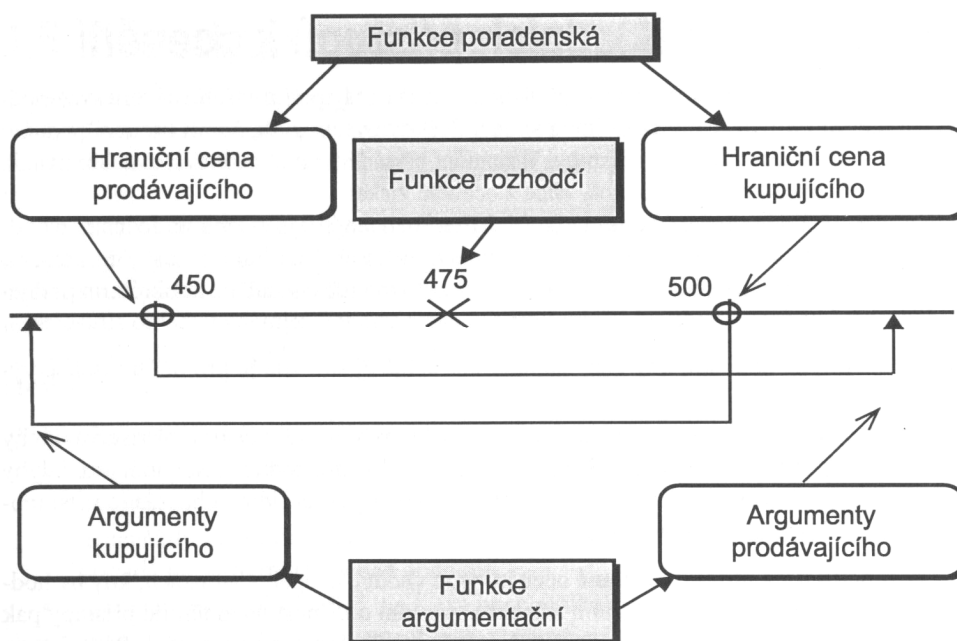 Funkce poradenská
Hraniční cena
prodávajícího
Funkce rozhodčí
Hraniční cena
kupujícího
450
475
500
Argumenty
kupujícího
Argumenty
prodávajícího
Funkce
argumentační